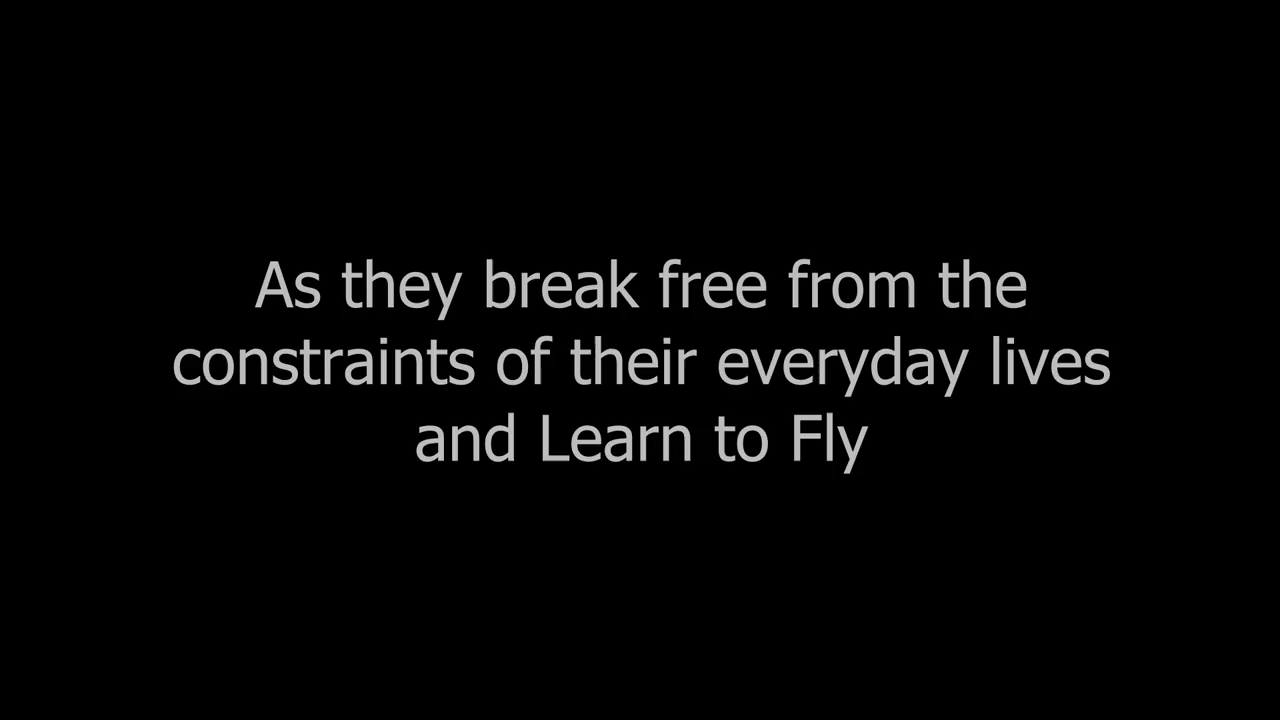 As they break free from the
constraints of their everyday lives
and Learn to Fly